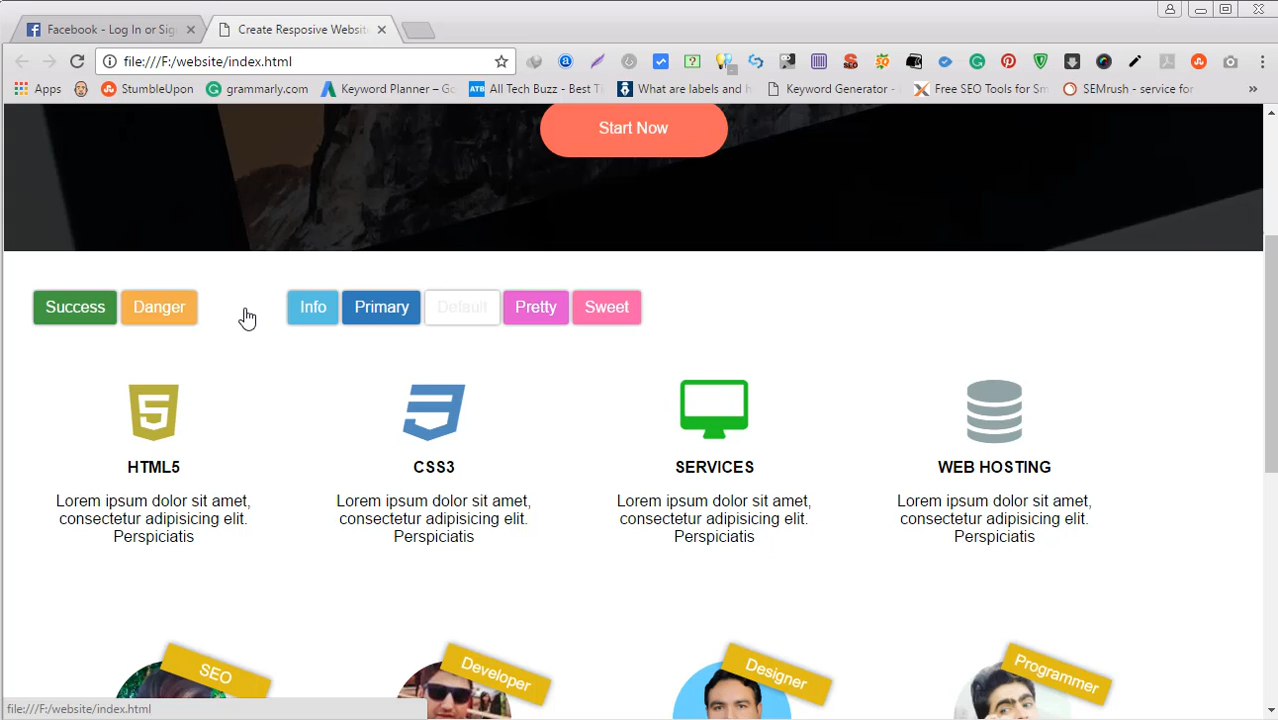 Facebook - Log In or Sig
Create Resposive Websit
file:///F:/website/index.html
Apps
StumbleUpon
grammarly.com
Keyword Planner – Go
ATB
All Tech Buzz - Best Ti
What are labels and h
Keyword Generator -
Free SEO Tools for Sm
SEMrush - service for
»
Start Now
Success
Danger
Info
Primary
Default
Pretty
Sweet
HTML5
CSS3
SERVICES
WEB HOSTING
Lorem ipsum dolor sit amet,
consectetur adipisicing elit.
Perspiciatis
Lorem ipsum dolor sit amet,
consectetur adipisicing elit.
Perspiciatis
Lorem ipsum dolor sit amet,
consectetur adipisicing elit.
Perspiciatis
Lorem ipsum dolor sit amet,
consectetur adipisicing elit.
Perspiciatis
SEO
Developer
Designer
Programmer
file:///F:/website/index.html